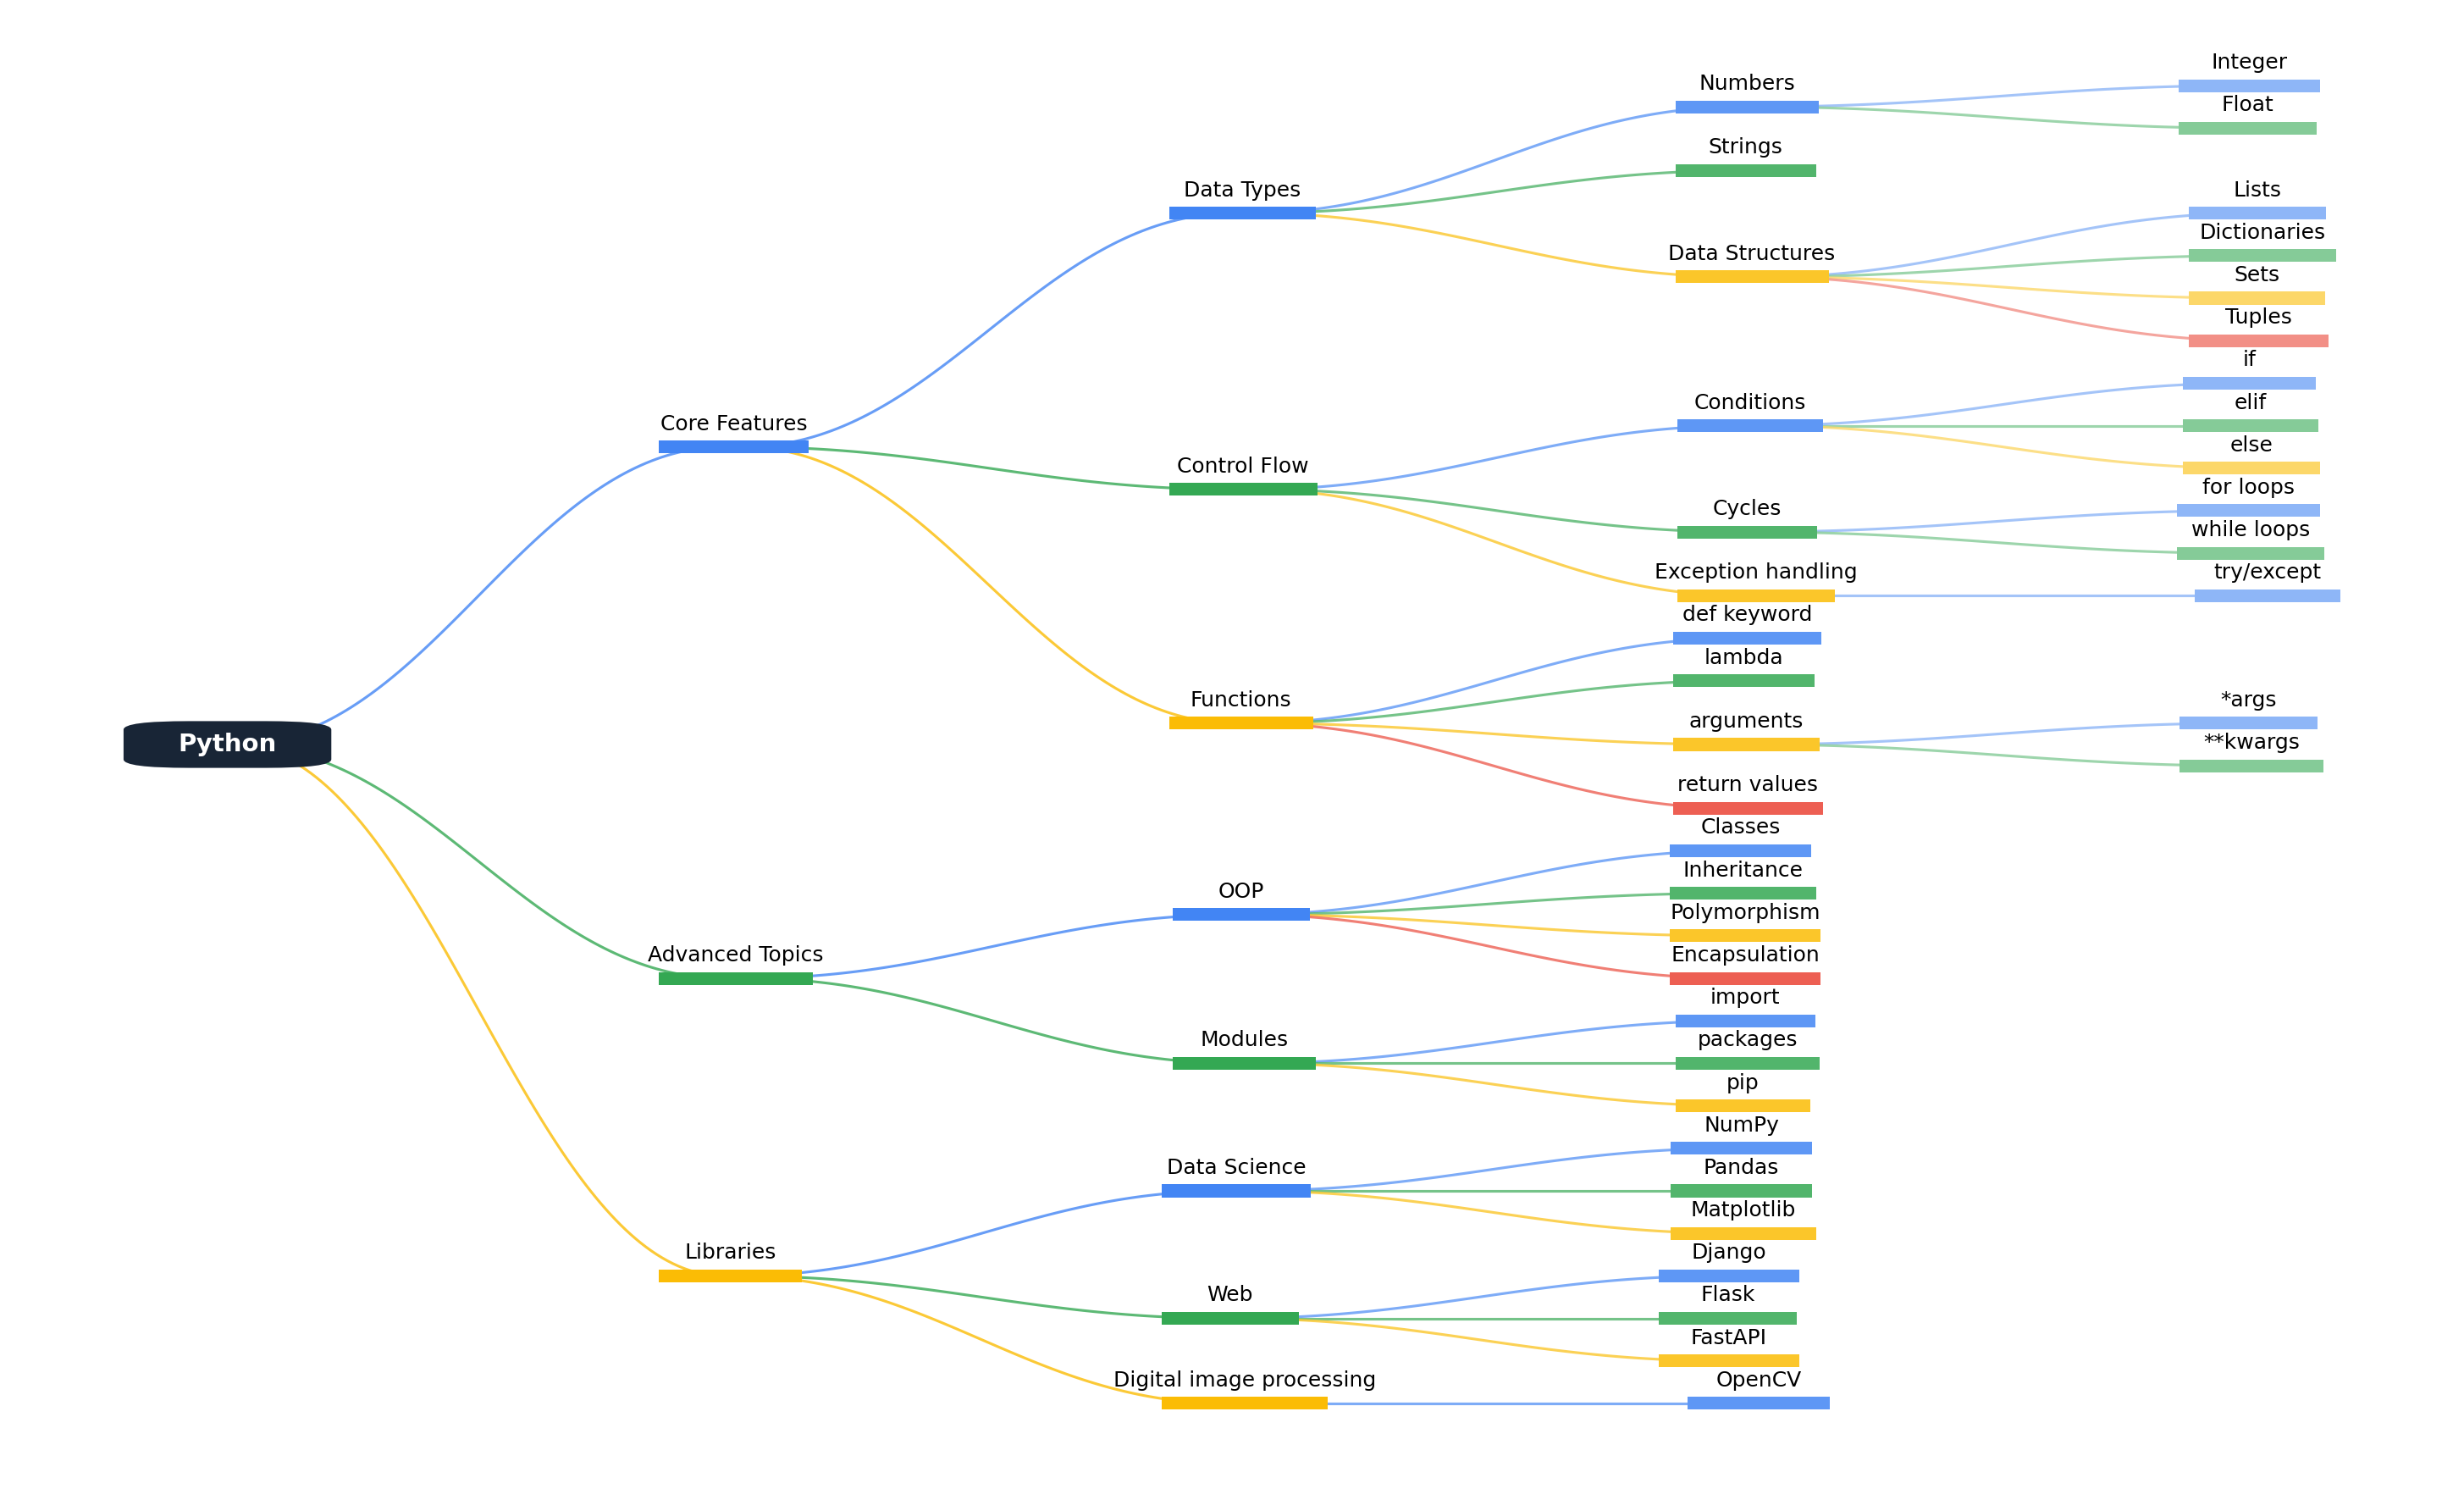 Python
Core Features
Data Types
Numbers
Integer
Float
Strings
Data Structures
Lists
Dictionaries
Sets
Tuples
Control Flow
Conditions
if
elif
else
Cycles
for loops
while loops
Exception handling
try/except
Functions
def keyword
lambda
arguments
*args
**kwargs
return values
Advanced Topics
OOP
Classes
Inheritance
Polymorphism
Encapsulation
Modules
import
packages
pip
Libraries
Data Science
NumPy
Pandas
Matplotlib
Web
Django
Flask
FastAPI
Digital image processing
OpenCV